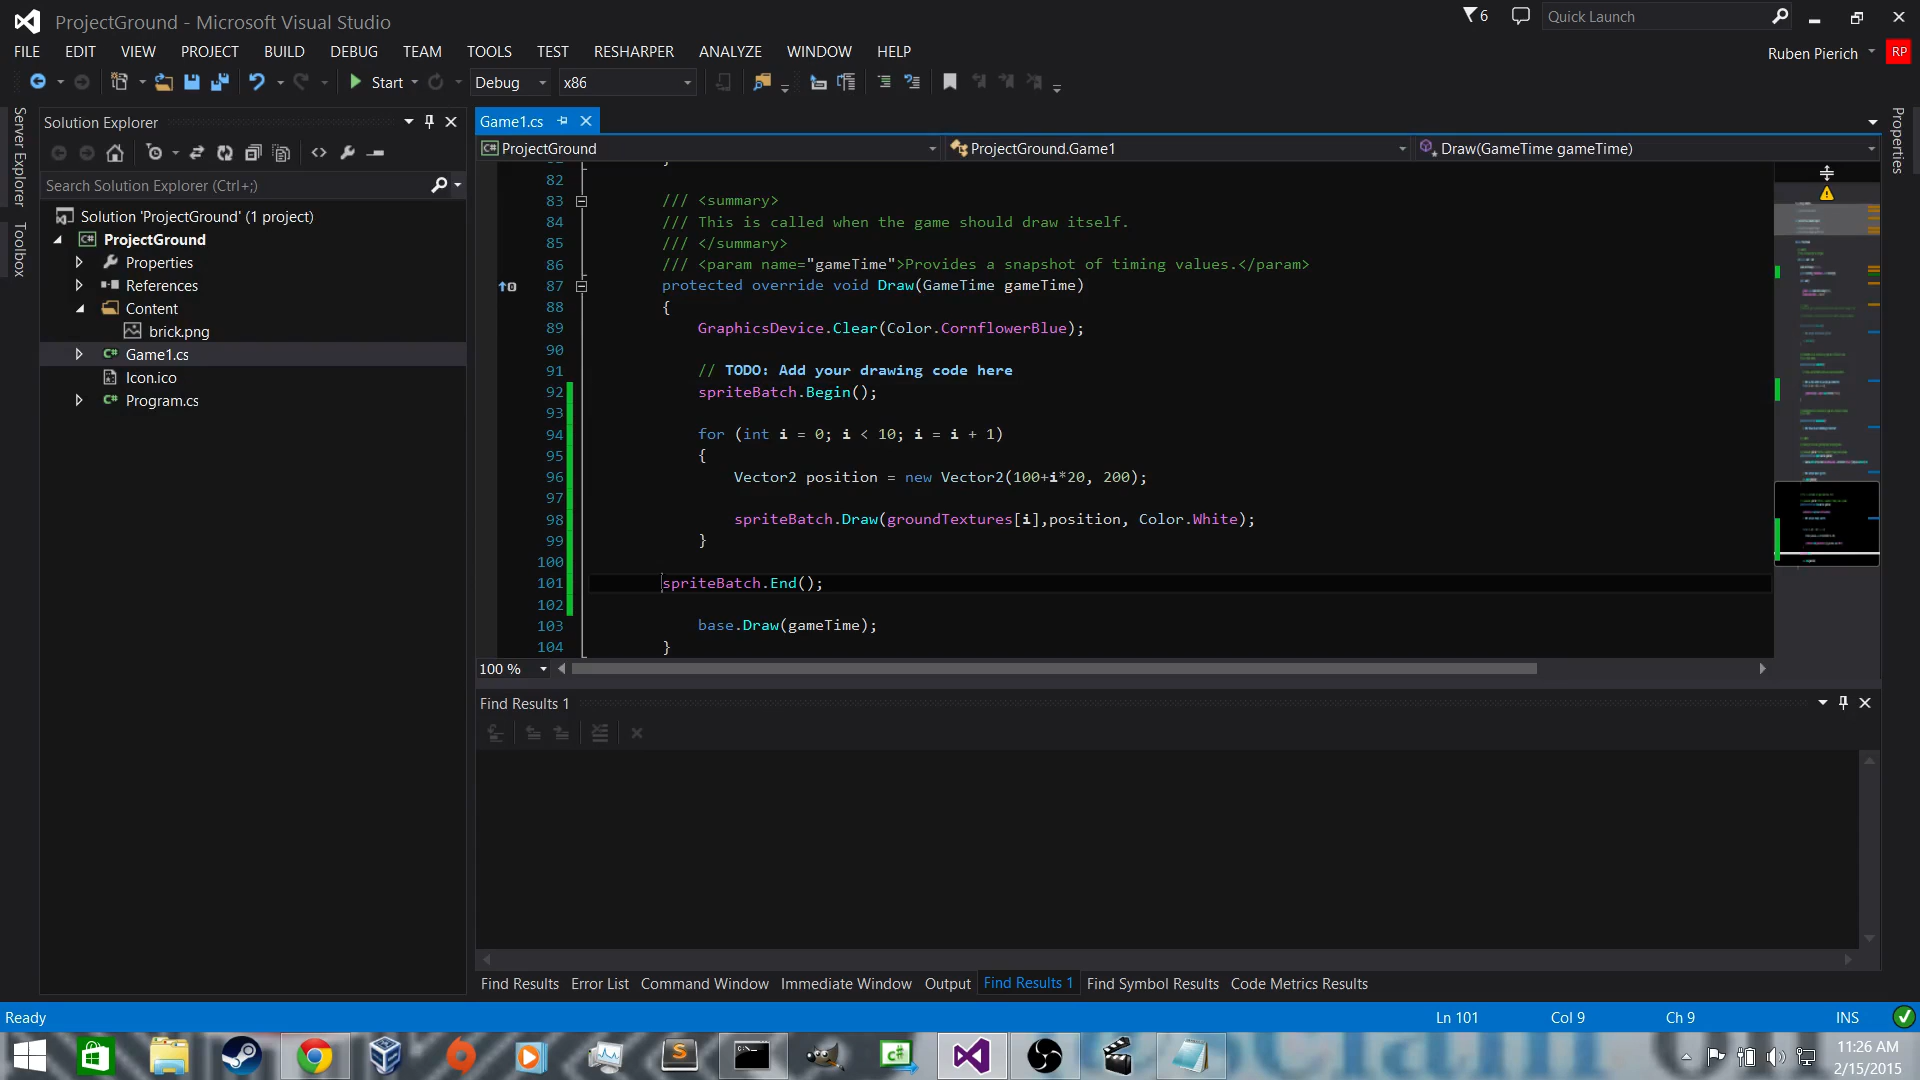 ProjectGround - Microsoft Visual Studio
6
Quick Launch
FILE EDIT VIEW PROJECT BUILD DEBUG TEAM TOOLS TEST RESHARPER ANALYZE WINDOW HELP
Ruben Pierich RP
Start Debug x86
Server Explorer
Toolbox
Solution Explorer
Search Solution Explorer (Ctrl+;)
Solution 'ProjectGround' (1 project)
C# ProjectGround
Properties
References
Content
brick.png
C# Game1.cs
Icon.ico
C# Program.cs
Game1.cs
C# ProjectGround
ProjectGround.Game1
Draw(GameTime gameTime)
Properties
82
83 /// <summary>
84 /// This is called when the game should draw itself.
85 /// </summary>
86 /// <param name="gameTime">Provides a snapshot of timing values.</param>
87 protected override void Draw(GameTime gameTime)
88 {
89 GraphicsDevice.Clear(Color.CornflowerBlue);
90
91 // TODO: Add your drawing code here
92 spriteBatch.Begin();
93
94 for (int i = 0; i < 10; i = i + 1)
95 {
96 Vector2 position = new Vector2(100+i*20, 200);
97
98 spriteBatch.Draw(groundTextures[i],position, Color.White);
99 }
100
101 spriteBatch.End();
102
103 base.Draw(gameTime);
104 }
100 %
Find Results 1
Find Results Error List Command Window Immediate Window Output Find Results 1 Find Symbol Results Code Metrics Results
Ready
Ln 101 Col 9 Ch 9 INS
11:26 AM
2/15/2015